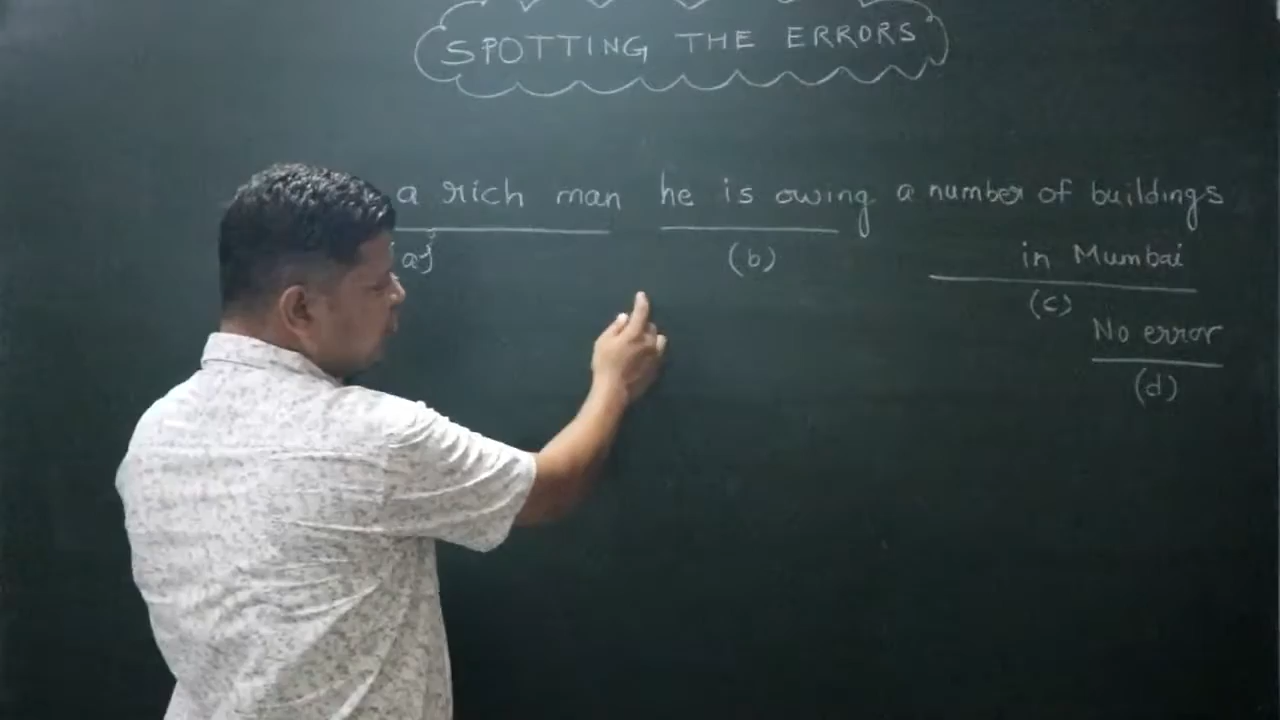 SPOTTING THE ERRORS
a rich man he is owing a number of buildings
a} (b)
in Mumbai
(c)
No error
(d)